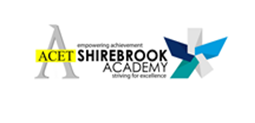 empowering achievement
ACET SHIREBROOK
ACADEMY
striving for excellence